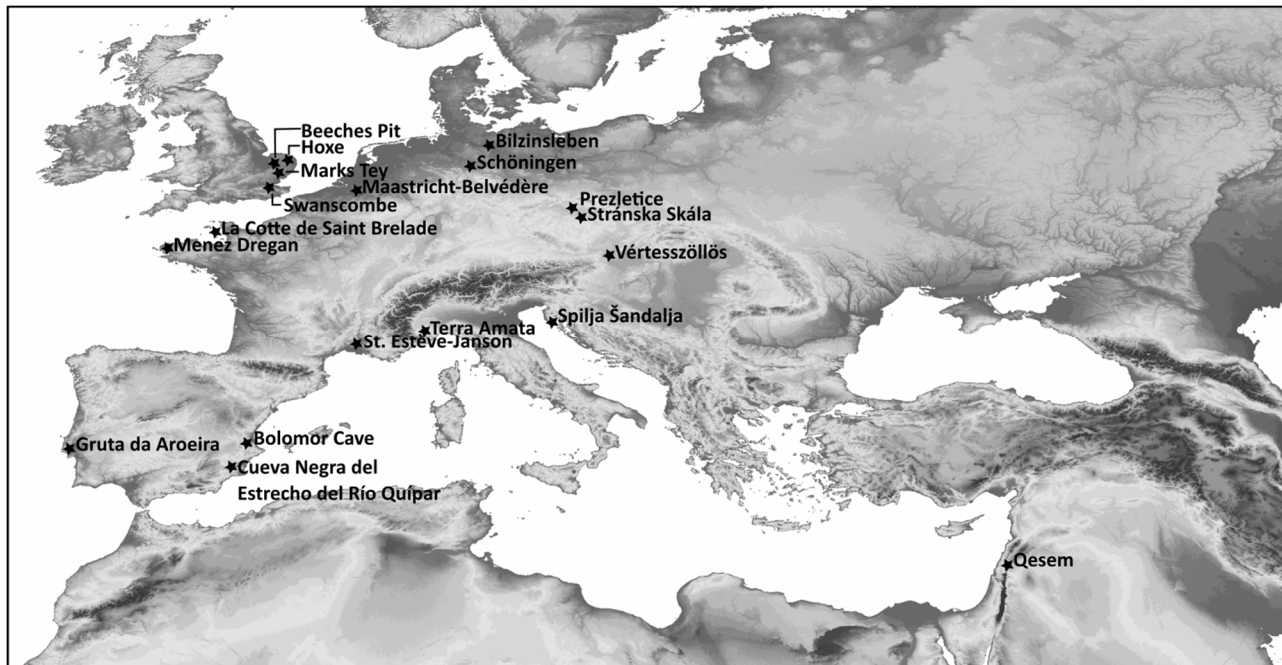 Beeches Pit
Hoxe
Marks Tey
Swanscombe
Bilzinsleben
Schöningen
Maastricht-Belvédère
Prezletice
Stránska Skála
La Cotte de Saint Brelade
Menez Dregan
Vértesszöllös
Spilja Šandalja
Terra Amata
St. Estève-Janson
Gruta da Aroeira
Bolomor Cave
Cueva Negra del
Estrecho del Río Quípar
Qesem